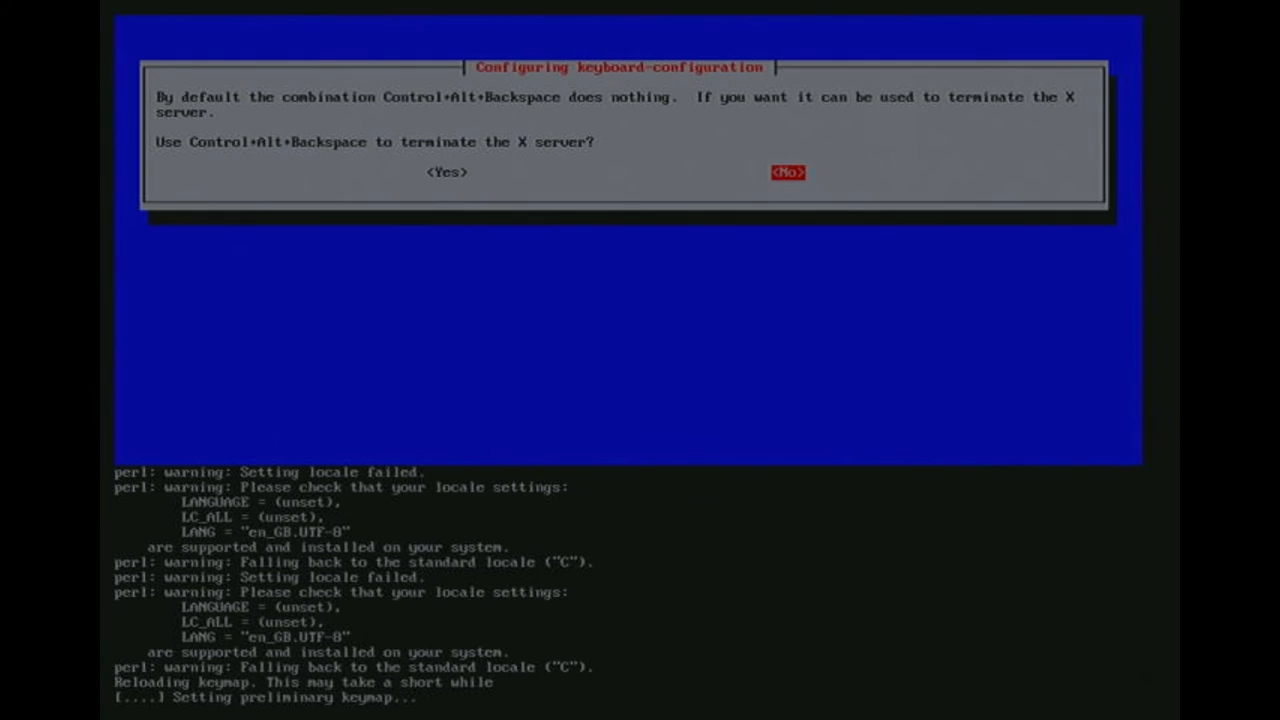 Configuring keyboard-configuration
By default the combination Control+Alt+Backspace does nothing.  If you want it can be used to terminate the X
server.
Use Control+Alt+Backspace to terminate the X server?
<Yes> <No>
perl: warning: Setting locale failed.
perl: warning: Please check that your locale settings:
LANGUAGE = (unset),
LC_ALL = (unset),
LANG = "en_GB.UTF-8"
are supported and installed on your system.
perl: warning: Falling back to the standard locale ("C").
perl: warning: Setting locale failed.
perl: warning: Please check that your locale settings:
LANGUAGE = (unset),
LC_ALL = (unset),
LANG = "en_GB.UTF-8"
are supported and installed on your system.
perl: warning: Falling back to the standard locale ("C").
Reloading keymap. This may take a short while
[....] Setting preliminary keymap...